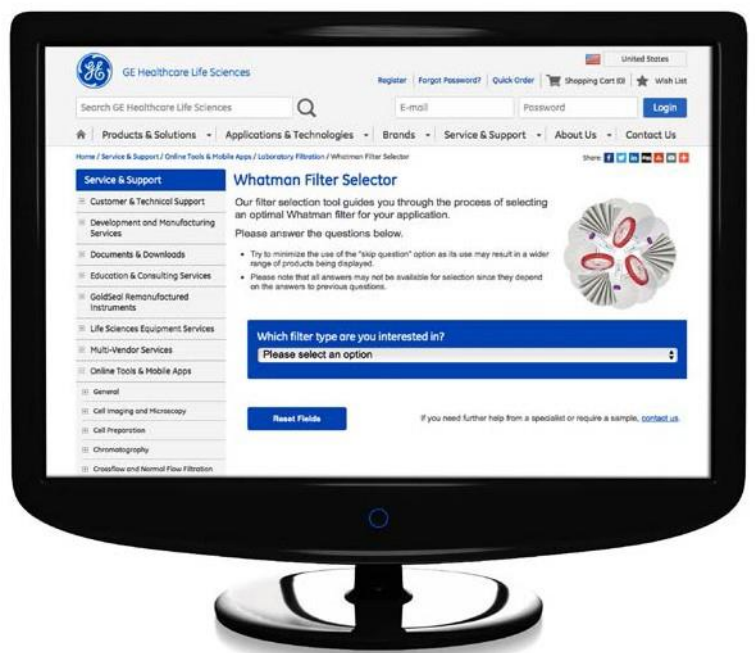 GE Healthcare Life Sciences
United States
Register Forgot Password? Quick Order Shopping Cart (0) Wish List
Search GE Healthcare Life Sciences
E-mail
Password
Login
Products & Solutions
Applications & Technologies
Brands
Service & Support
About Us
Contact Us
Home / Service & Support / Online Tools & Mobile Apps / Laboratory Filtration / Whatman Filter Selector
Share
Service & Support
Customer & Technical Support
Development and Manufacturing
Services
Documents & Downloads
Education & Consulting Services
GoldSeal Remanufactured
Instruments
Life Sciences Equipment Services
Multi-Vendor Services
Online Tools & Mobile Apps
General
Cell Imaging and Microscopy
Cell Preparation
Chromatography
Crossflow and Normal Flow Filtration
Whatman Filter Selector
Our filter selection tool guides you through the process of selecting
an optimal Whatman filter for your application.
Please answer the questions below.
• Try to minimize the use of the "skip question" option as its use may result in a wider
range of products being displayed.
• Please note that all answers may not be available for selection since they depend
on the answers to previous questions.
Which filter type are you interested in?
Please select an option
Reset Fields
If you need further help from a specialist or require a sample, contact us.